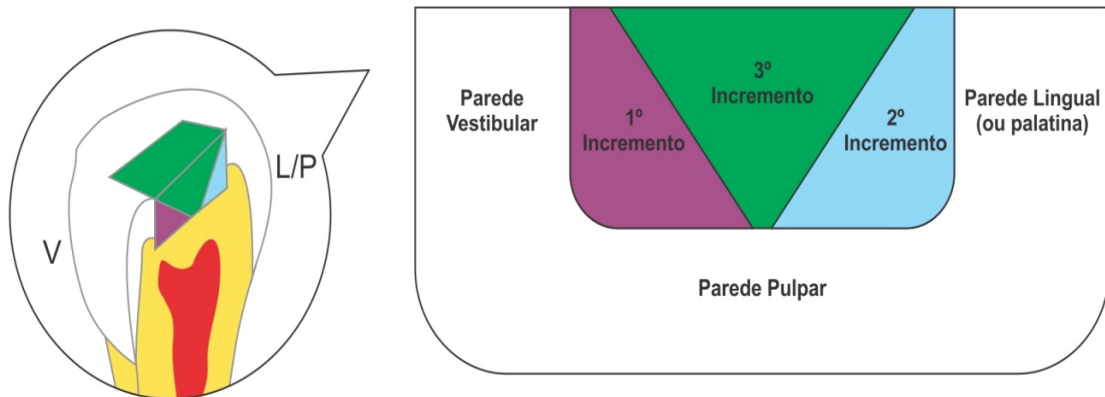 V
L/P
Parede
Vestibular
1º
Incremento
3º
Incremento
2º
Incremento
Parede Lingual
(ou palatina)
Parede Pulpar